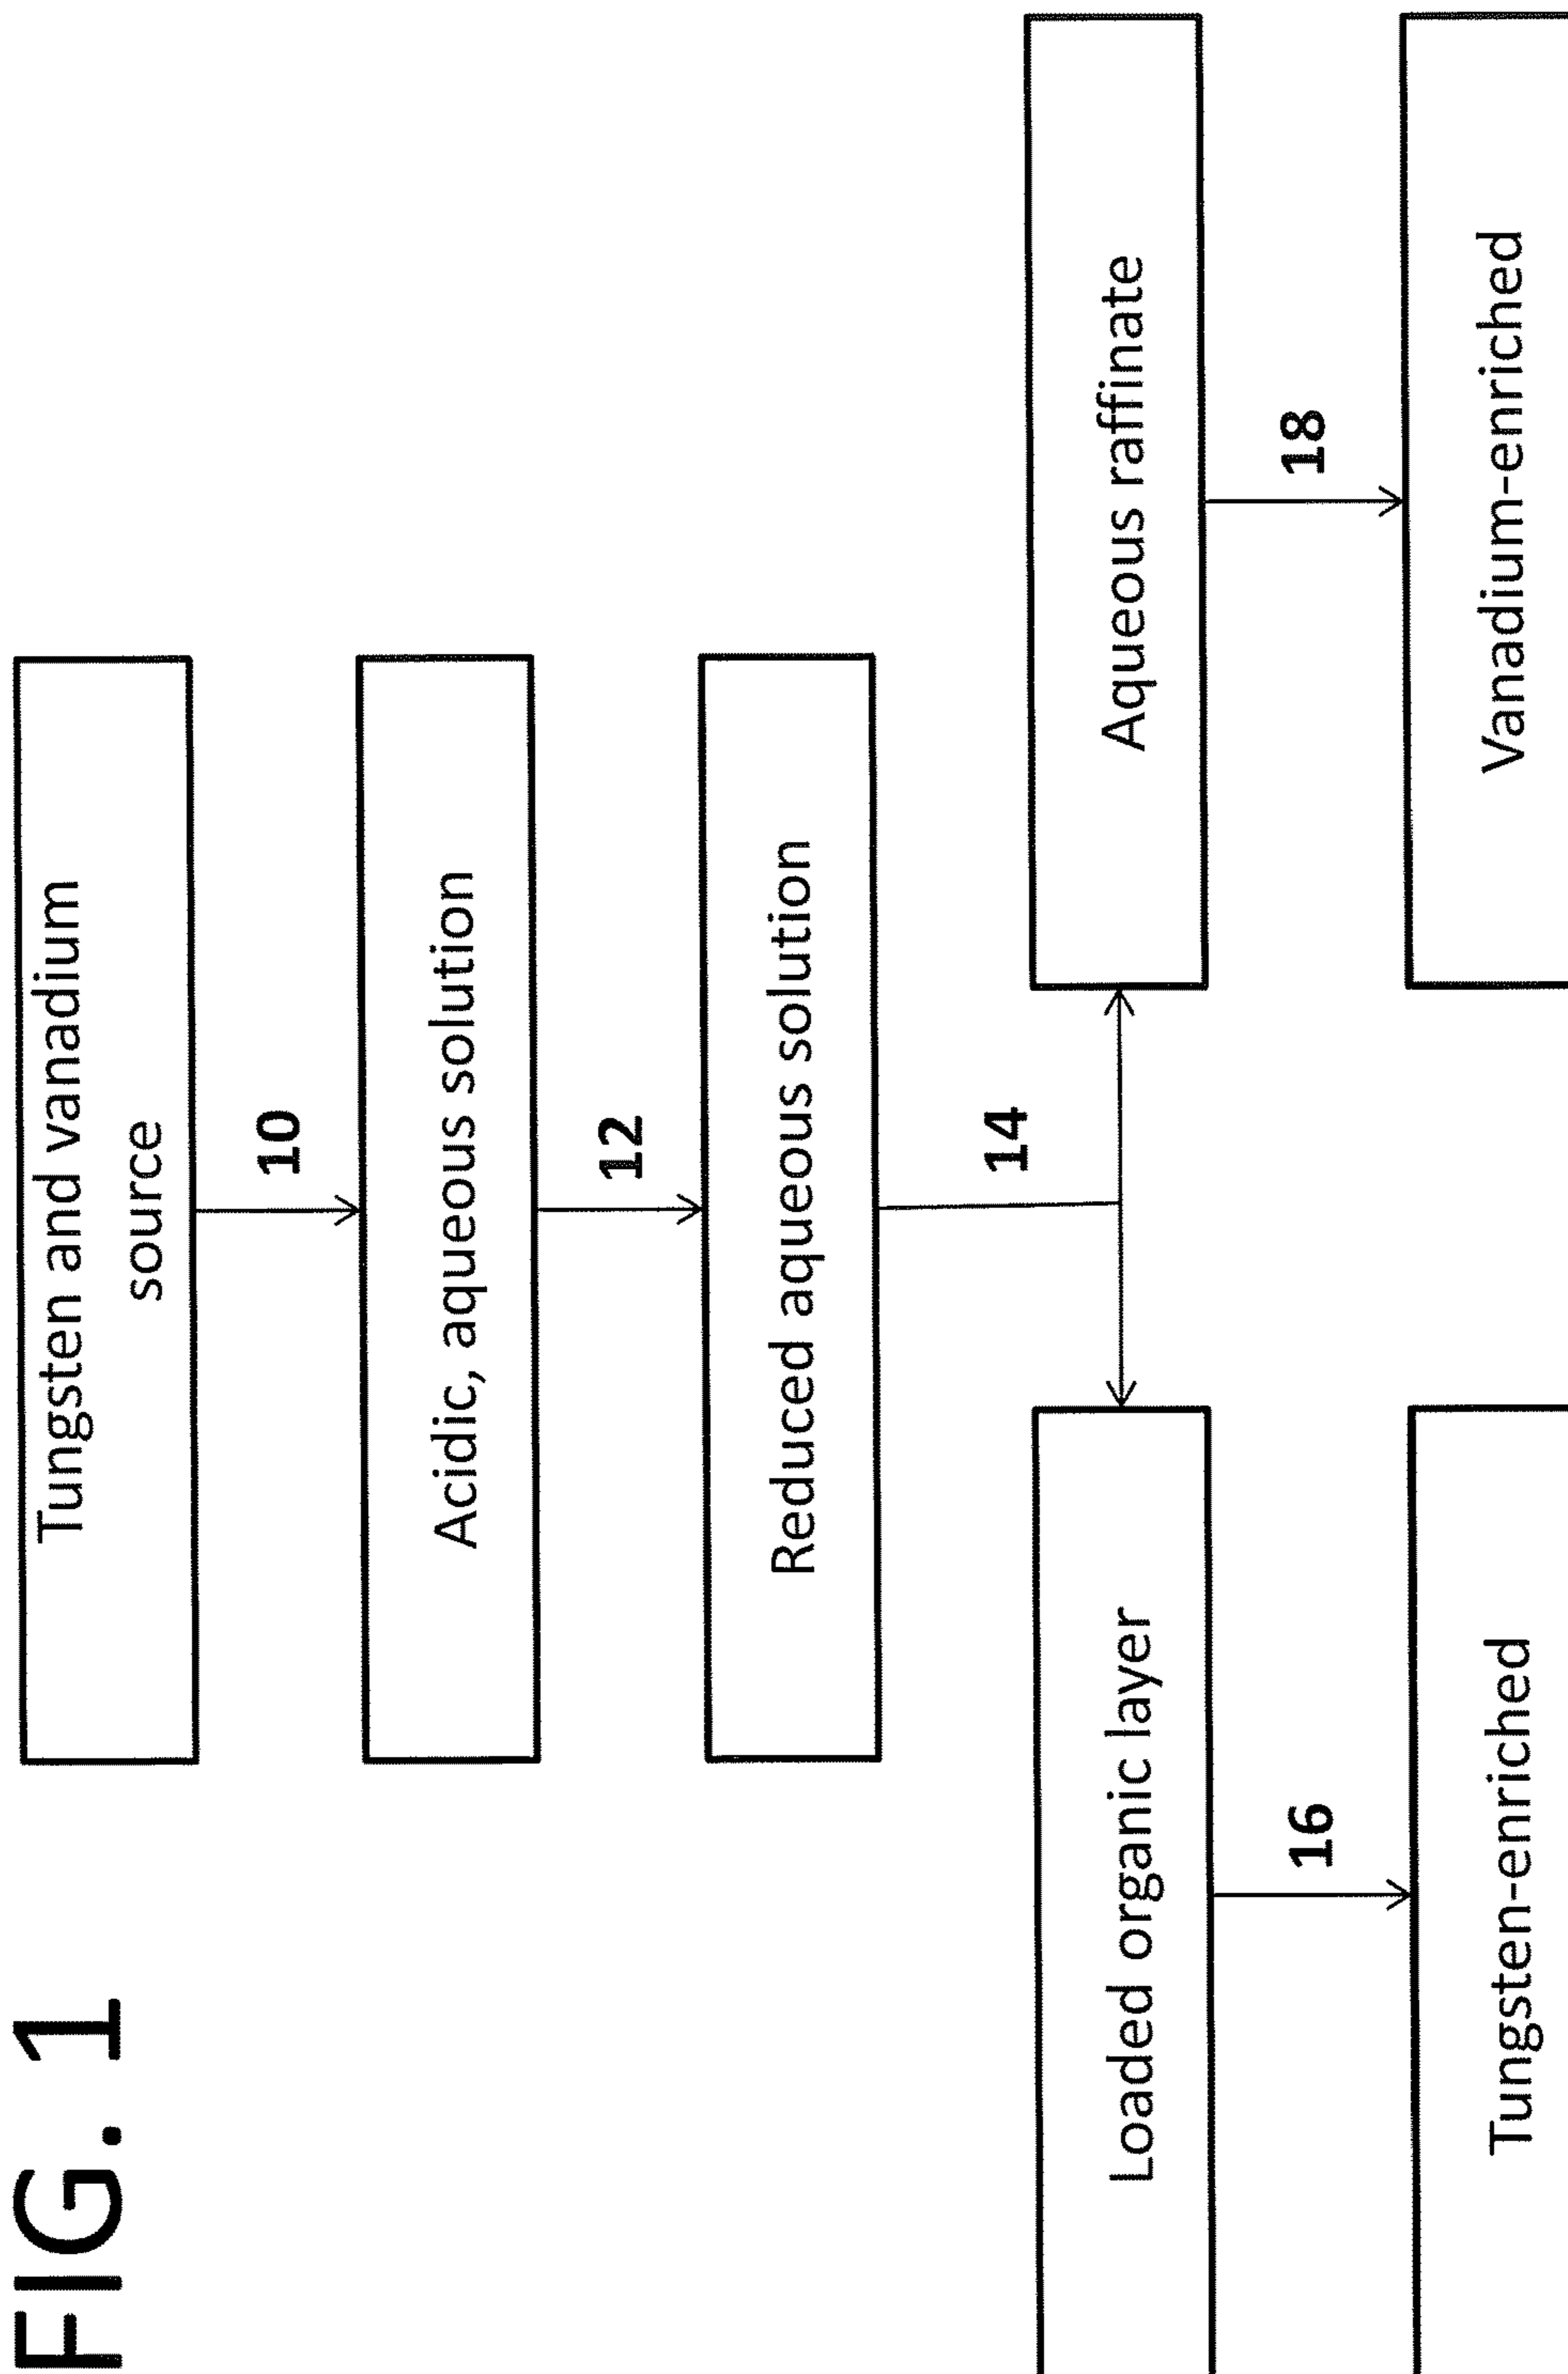 FIG. 1
Tungsten and vanadium
source
10
Acidic, aqueous solution
12
Reduced aqueous solution
14
Loaded organic layer
Aqueous raffinate
16
18
Tungsten-enriched
Vanadium-enriched